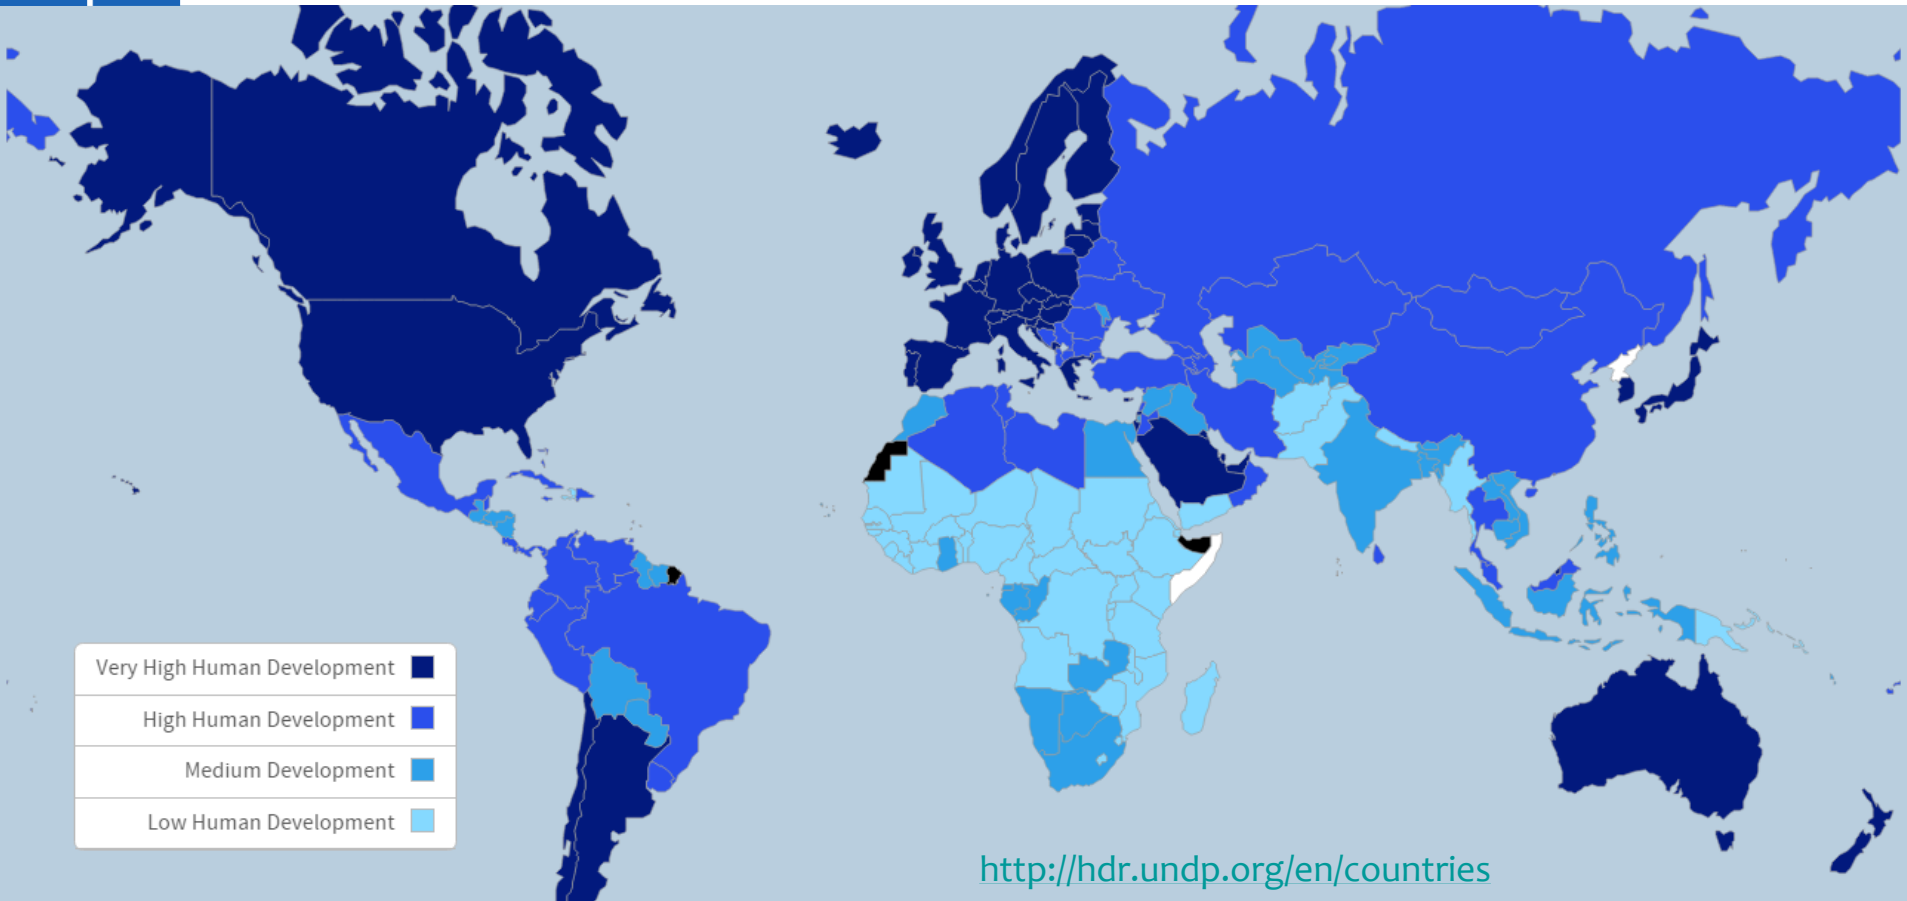 Very High Human Development
High Human Development
Medium Development
Low Human Development
http://hdr.undp.org/en/countries